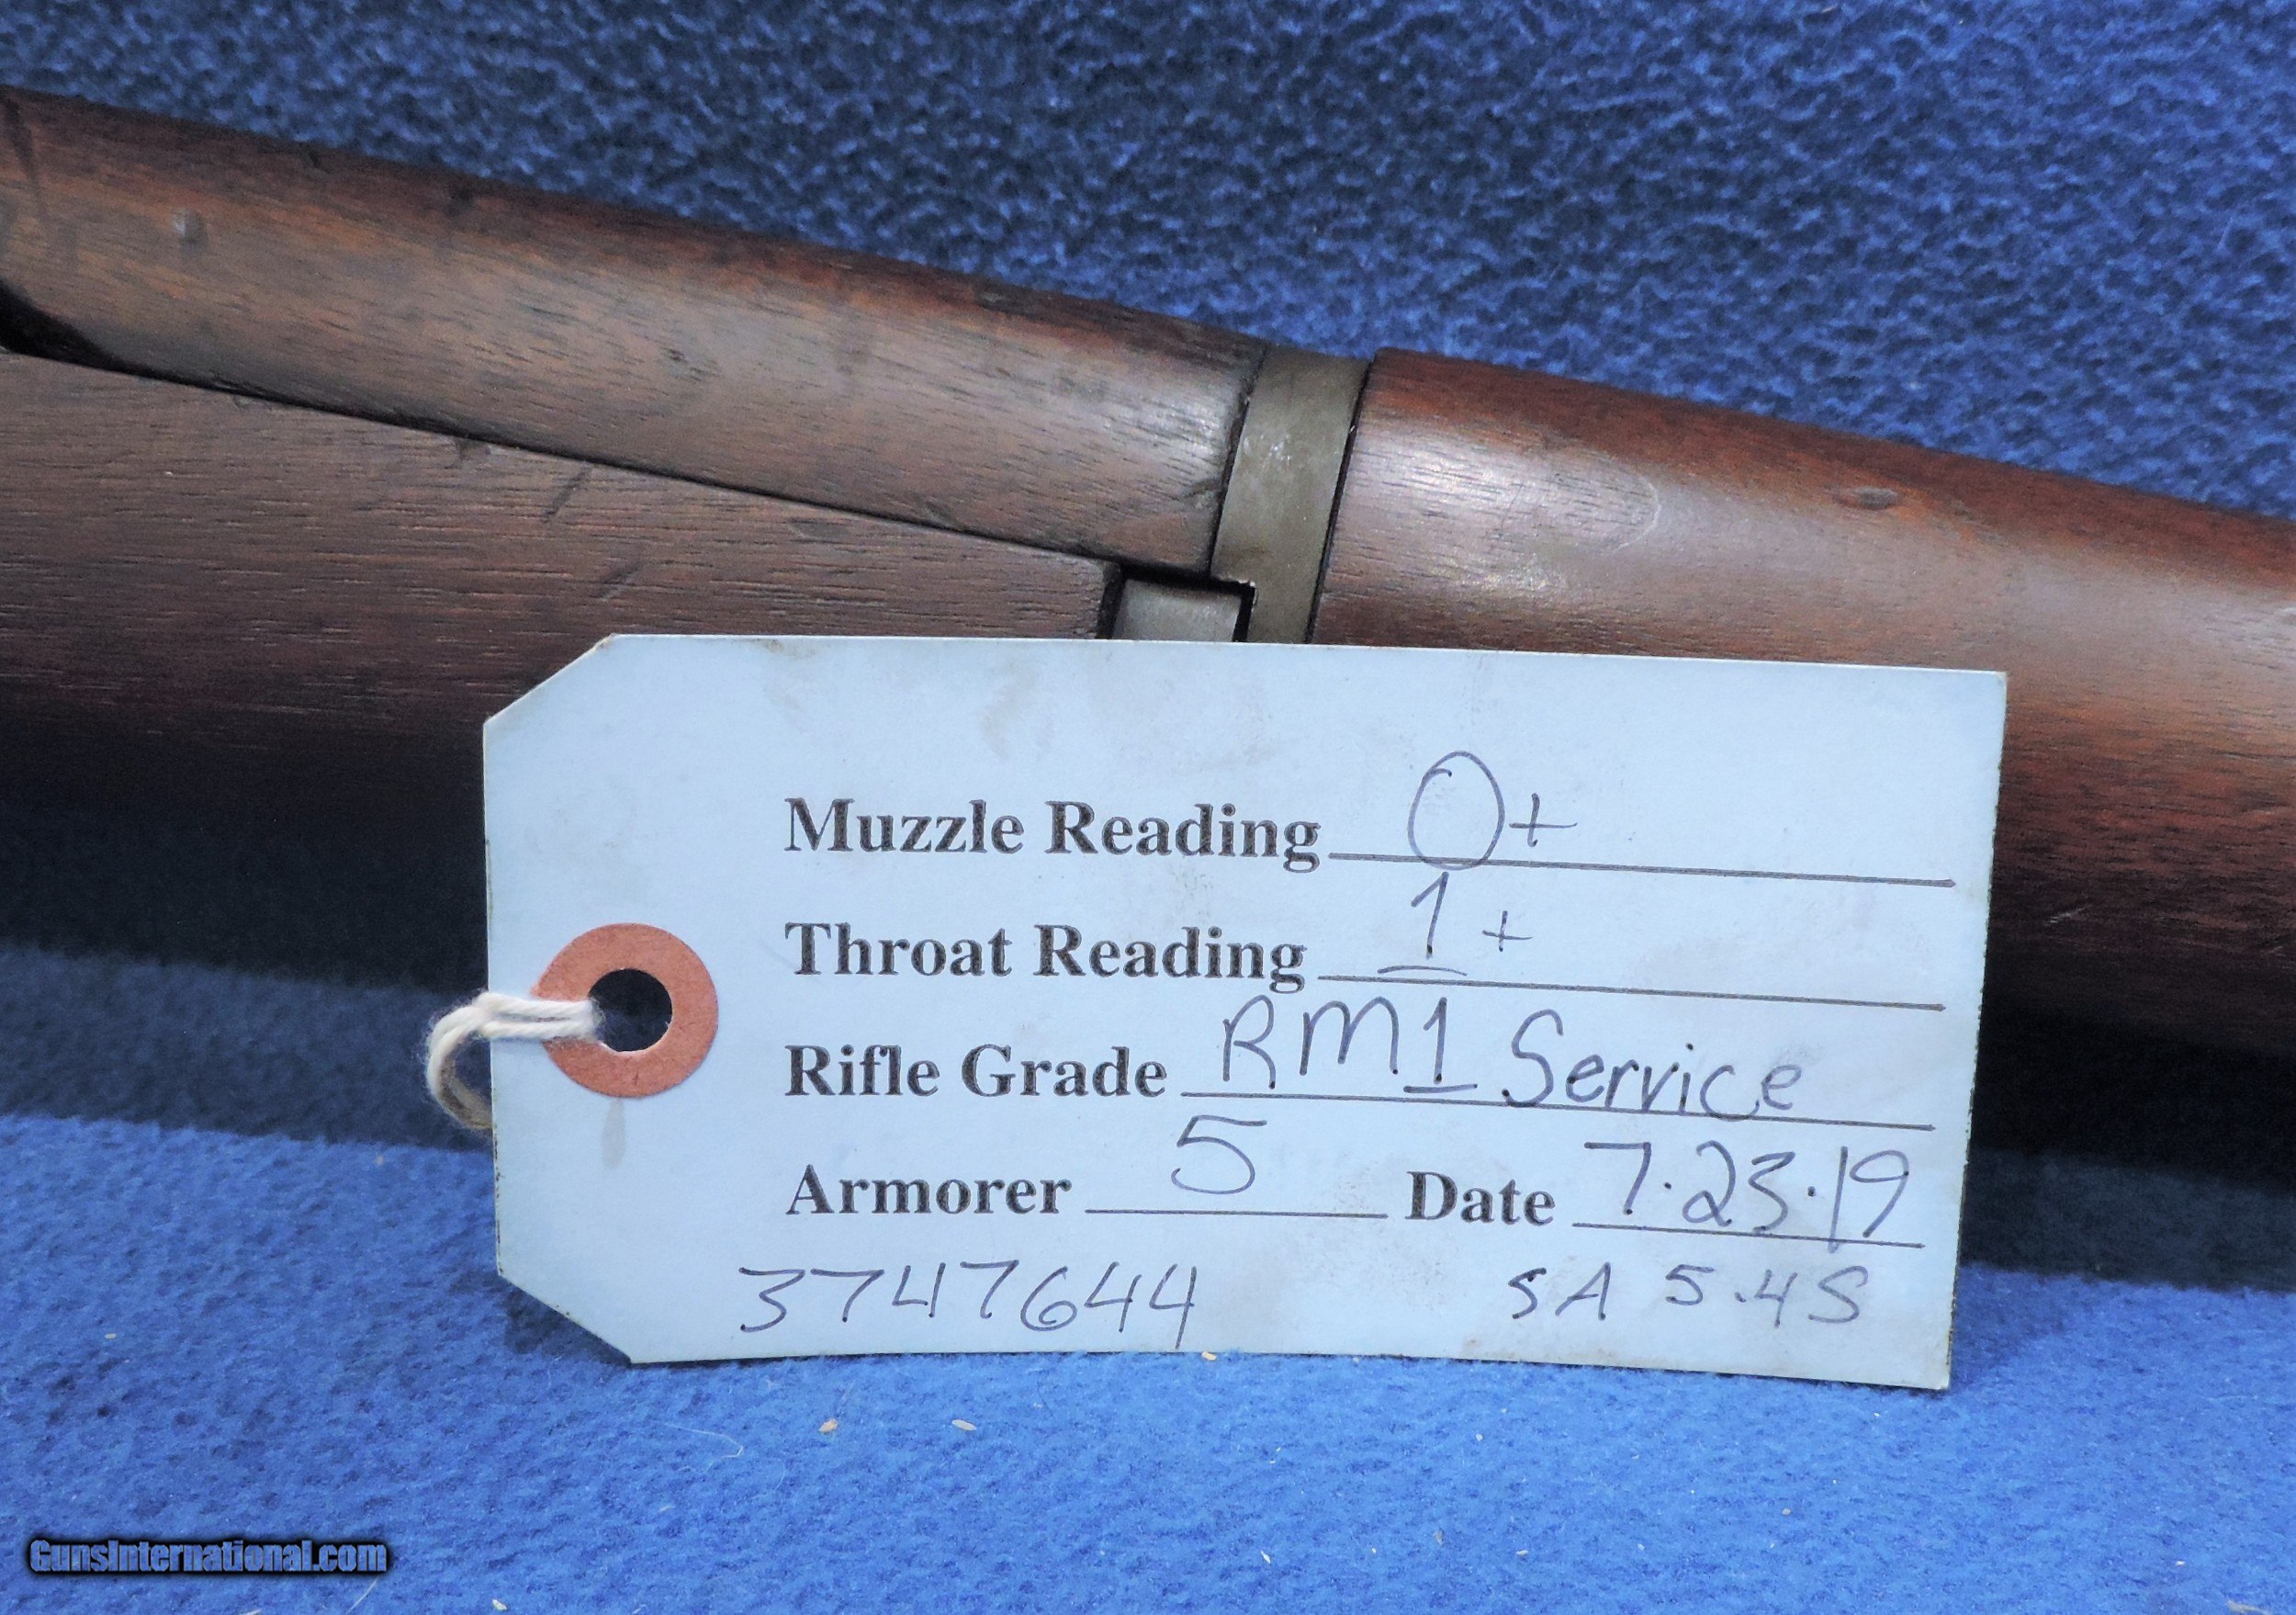 Muzzle Reading 0+
Throat Reading 1+
Rifle Grade RM1 Service
Armorer 5 Date 7.23.19
3747644 SA 5.45
GunsInternational.com